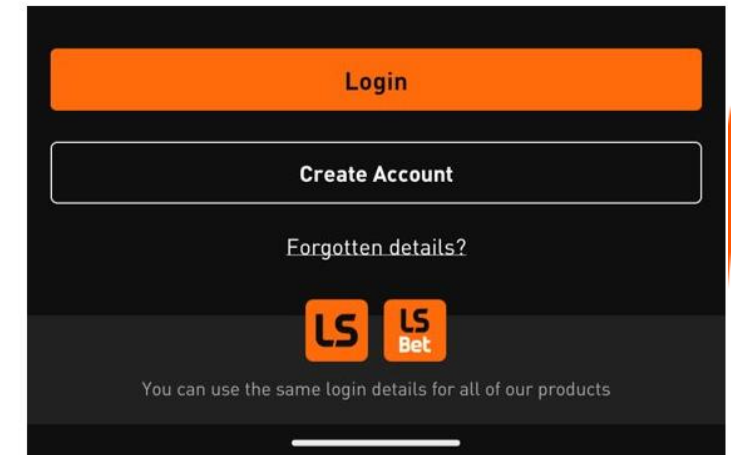 Login
Create Account
Forgotten details?
LS
LS
Bet
You can use the same login details for all of our products